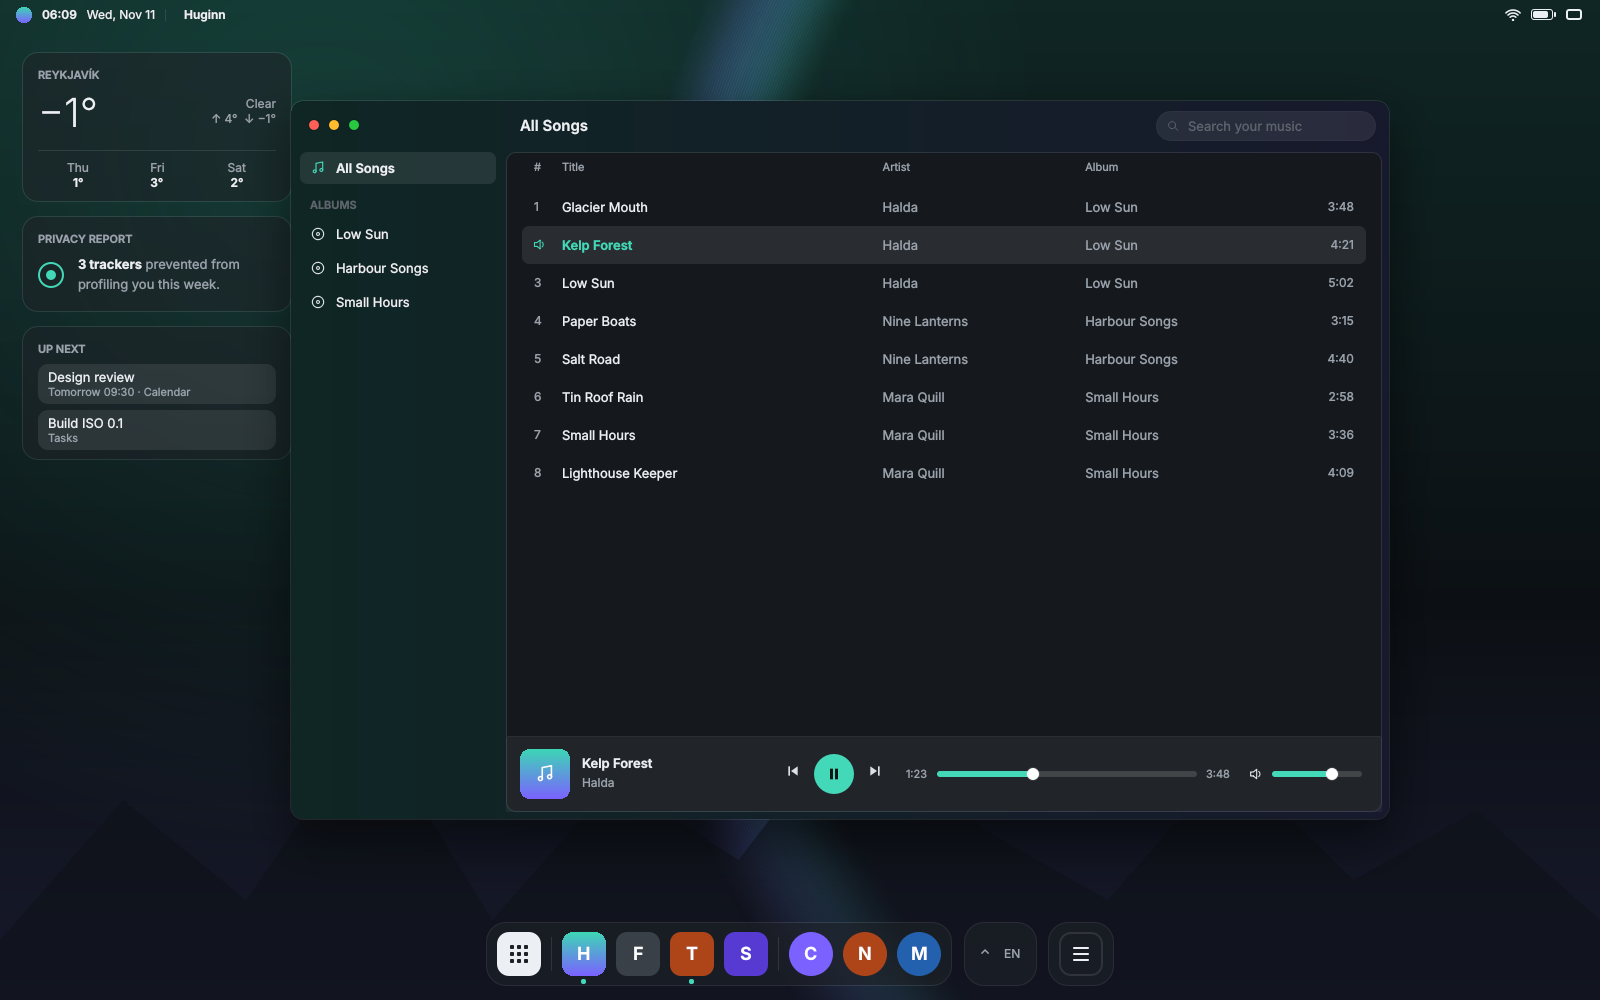 06:09 Wed, Nov 11 Huginn
REYKJAVÍK
−1°
Clear
↑ 4° ↓ −1°
Thu Fri Sat
1° 3° 2°
PRIVACY REPORT
3 trackers prevented from
profiling you this week.
UP NEXT
Design review
Tomorrow 09:30 · Calendar
Build ISO 0.1
Tasks
All Songs
ALBUMS
Low Sun
Harbour Songs
Small Hours
All Songs
Search your music
# Title Artist Album
1 Glacier Mouth Halda Low Sun 3:48
Kelp Forest Halda Low Sun 4:21
3 Low Sun Halda Low Sun 5:02
4 Paper Boats Nine Lanterns Harbour Songs 3:15
5 Salt Road Nine Lanterns Harbour Songs 4:40
6 Tin Roof Rain Mara Quill Small Hours 2:58
7 Small Hours Mara Quill Small Hours 3:36
8 Lighthouse Keeper Mara Quill Small Hours 4:09
Kelp Forest
Halda
1:23 3:48
H F T S C N M EN